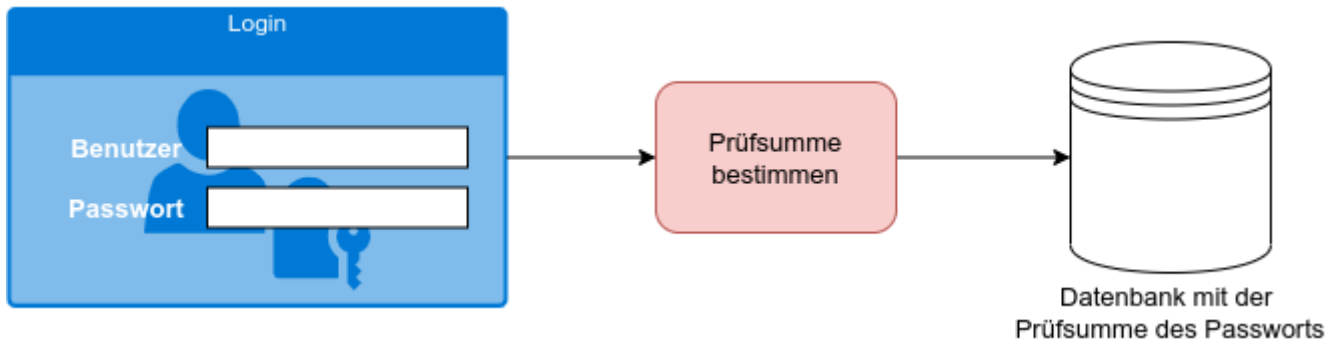 Login
Benutzer
Passwort
Prüfsumme
bestimmen
Datenbank mit der
Prüfsumme des Passworts